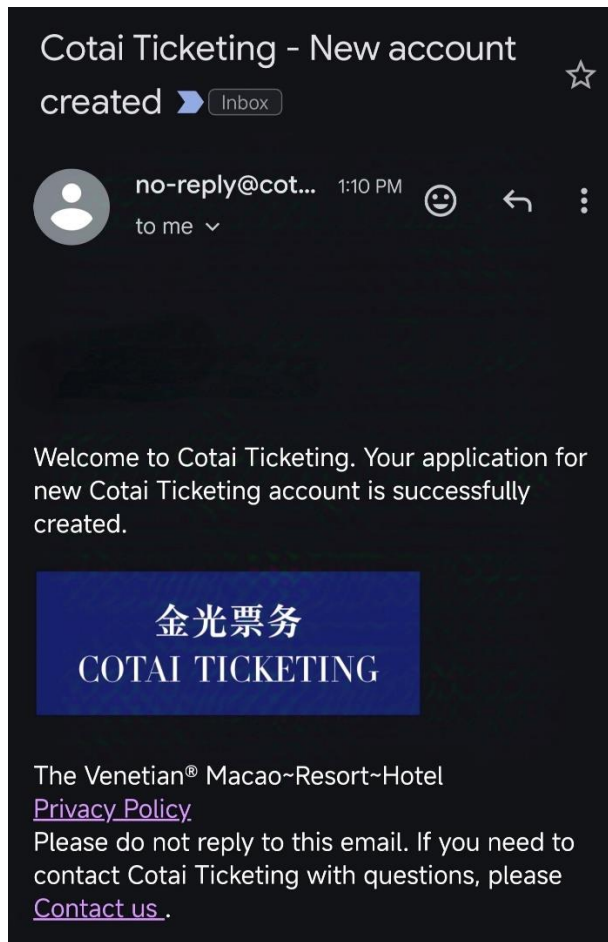 Cotai Ticketing - New account
created Inbox
no-reply@cot... 1:10 PM
to me
Welcome to Cotai Ticketing. Your application for
new Cotai Ticketing account is successfully
created.
金光票务
COTAI TICKETING
The Venetian® Macao~Resort~Hotel
Privacy Policy
Please do not reply to this email. If you need to
contact Cotai Ticketing with questions, please
Contact us .